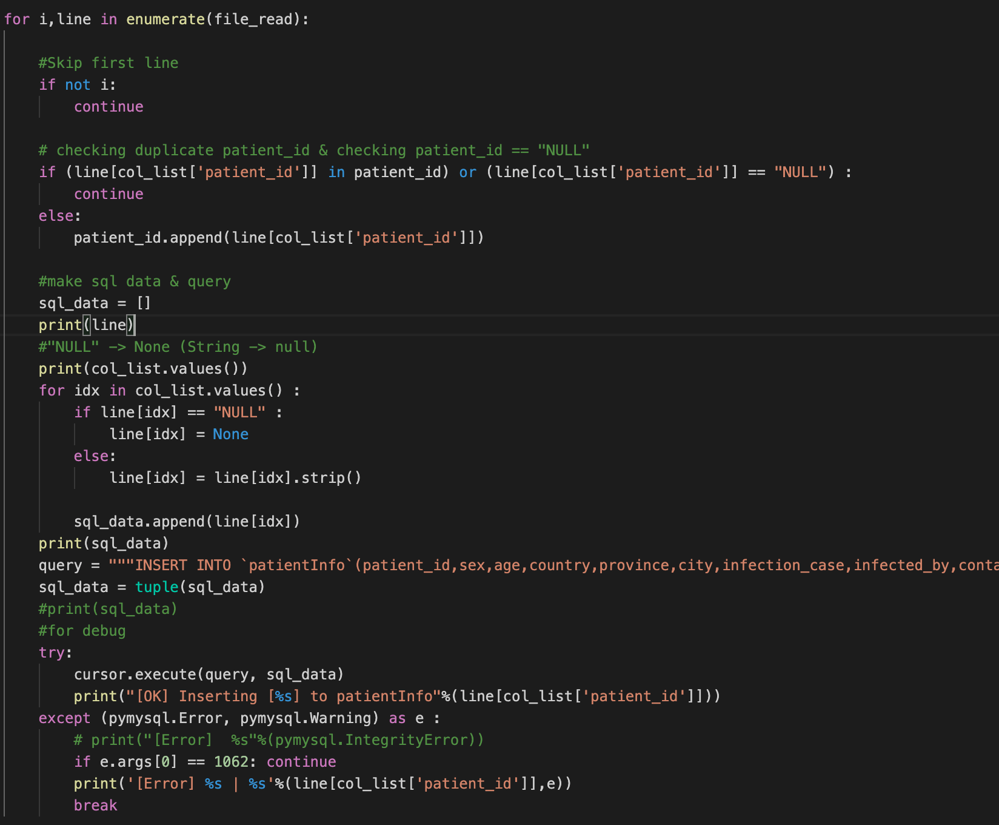 for i,line in enumerate(file_read):
#Skip first line
if not i:
continue
# checking duplicate patient_id & checking patient_id == "NULL"
if (line[col_list['patient_id']] in patient_id) or (line[col_list['patient_id']] == "NULL") :
continue
else:
patient_id.append(line[col_list['patient_id']])
#make sql data & query
sql_data = []
print(line)
#"NULL" -> None (String -> null)
print(col_list.values())
for idx in col_list.values() :
if line[idx] == "NULL" :
line[idx] = None
else:
line[idx] = line[idx].strip()
sql_data.append(line[idx])
print(sql_data)
query = """INSERT INTO `patientInfo`(patient_id,sex,age,country,province,city,infection_case,infected_by,conta
sql_data = tuple(sql_data)
#print(sql_data)
#for debug
try:
cursor.execute(query, sql_data)
print("[OK] Inserting [%s] to patientInfo"%(line[col_list['patient_id']]))
except (pymysql.Error, pymysql.Warning) as e :
# print("[Error]  %s"%(pymysql.IntegrityError))
if e.args[0] == 1062: continue
print('[Error] %s | %s'%(line[col_list['patient_id']],e))
break